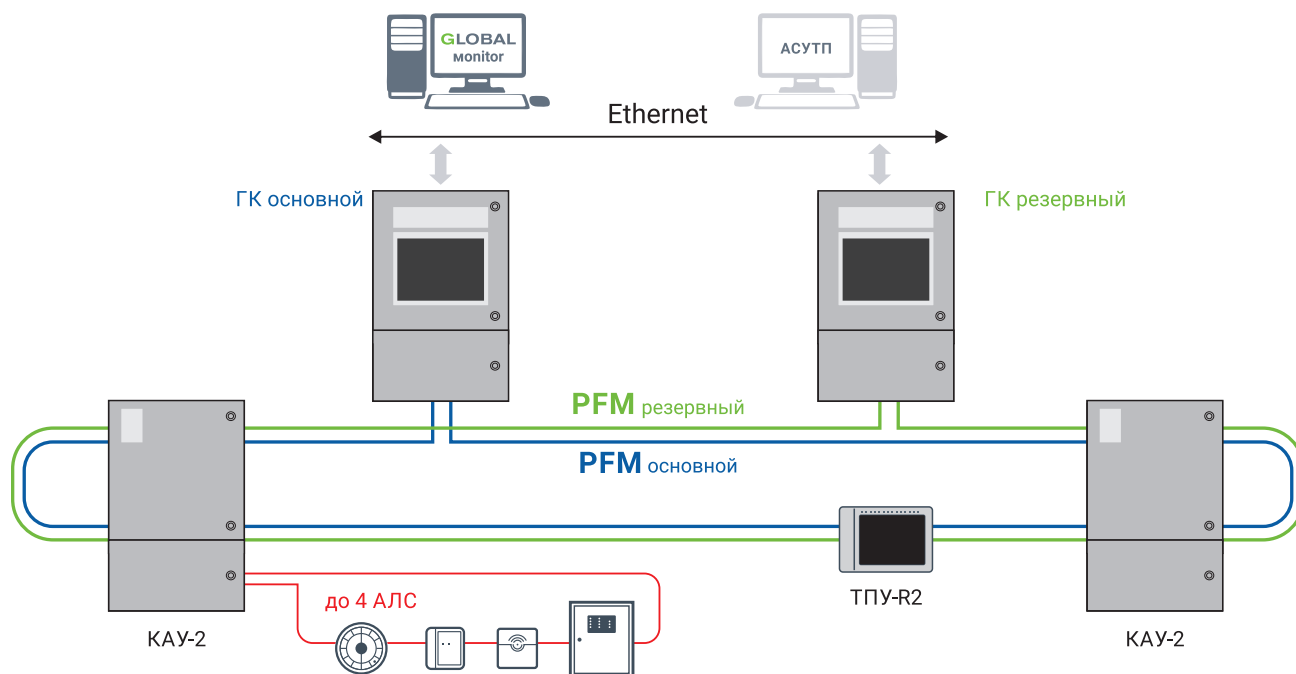 GLOBAL
монitor
АСУТП
Ethernet
ГК основной
ГК резервный
PFM резервный
PFM основной
до 4 АЛС
ТПУ-R2
КАУ-2
КАУ-2